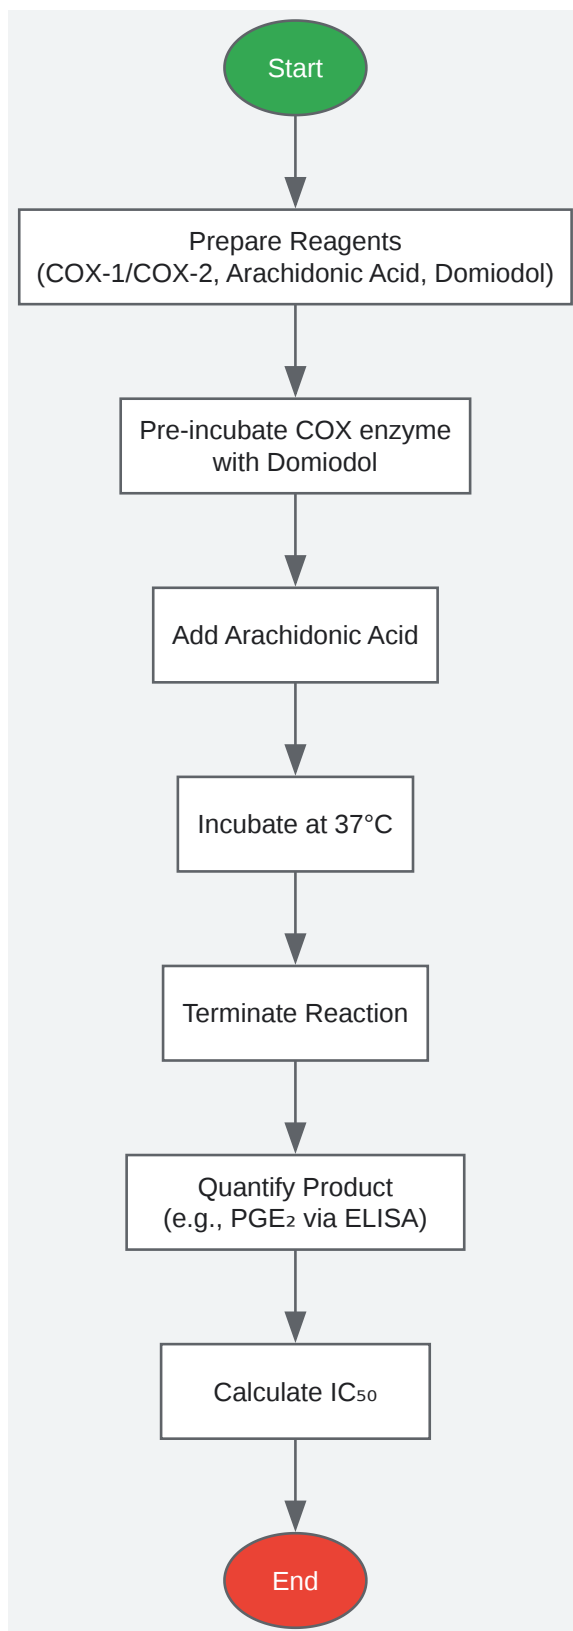 Start
Prepare Reagents
(COX-1/COX-2, Arachidonic Acid, Domiodol)
Pre-incubate COX enzyme
with Domiodol
Add Arachidonic Acid
Incubate at 37°C
Terminate Reaction
Quantify Product
(e.g., PGE₂ via ELISA)
Calculate IC₅₀
End